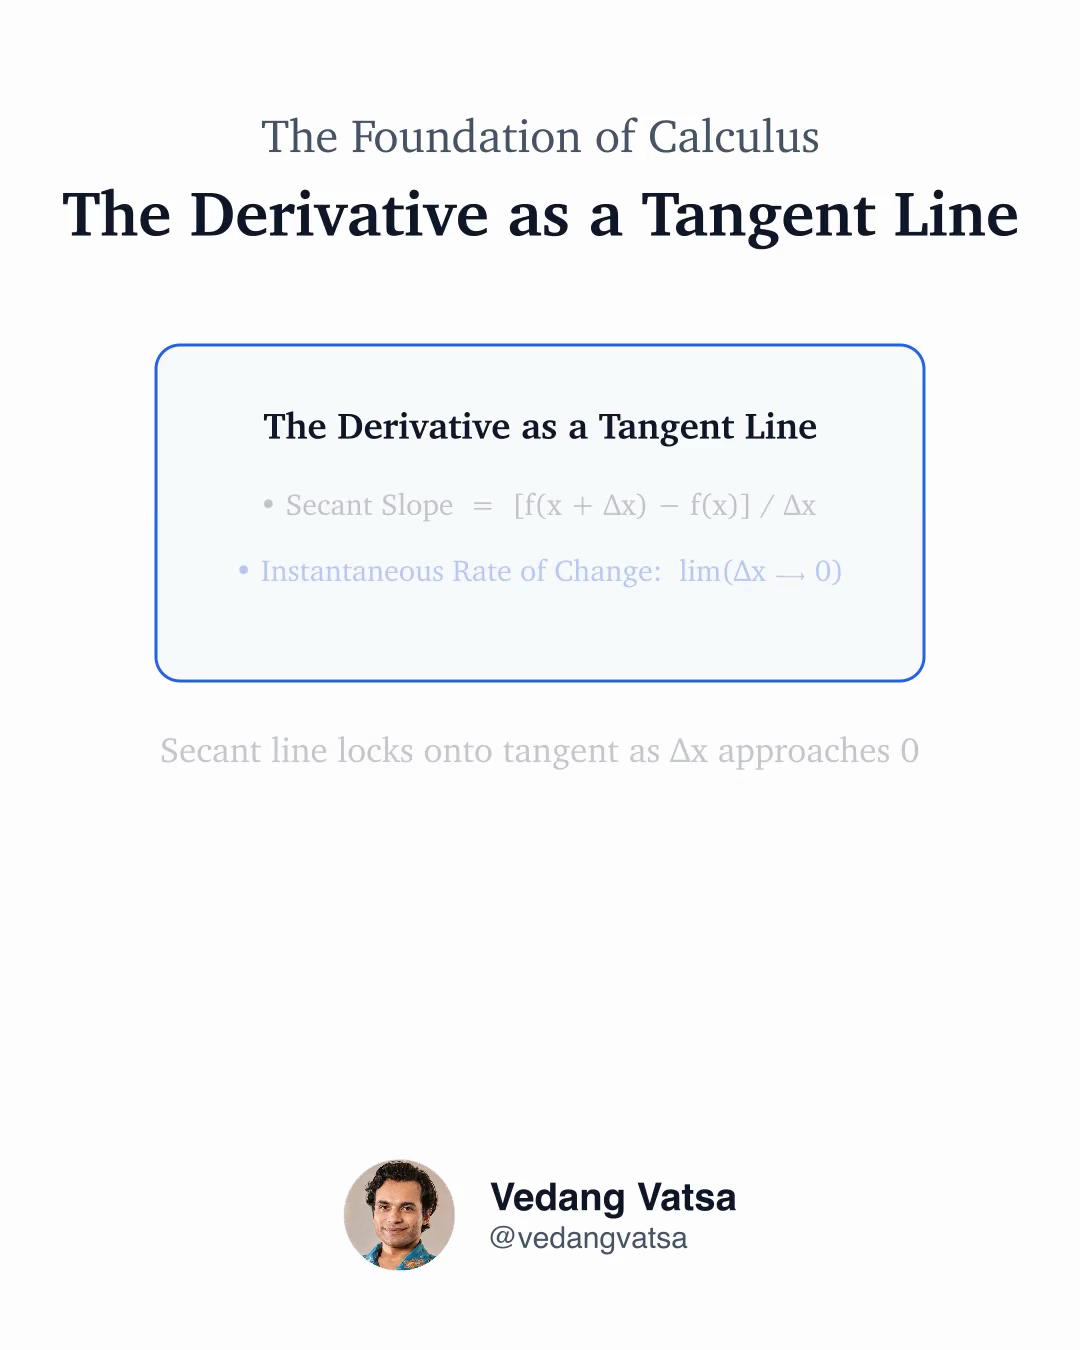 The Foundation of Calculus
The Derivative as a Tangent Line
The Derivative as a Tangent Line
• Secant Slope = [f(x + Δx) − f(x)] / Δx
• Instantaneous Rate of Change: lim(Δx ⟶ 0)
Secant line locks onto tangent as Δx approaches 0
Vedang Vatsa
@vedangvatsa